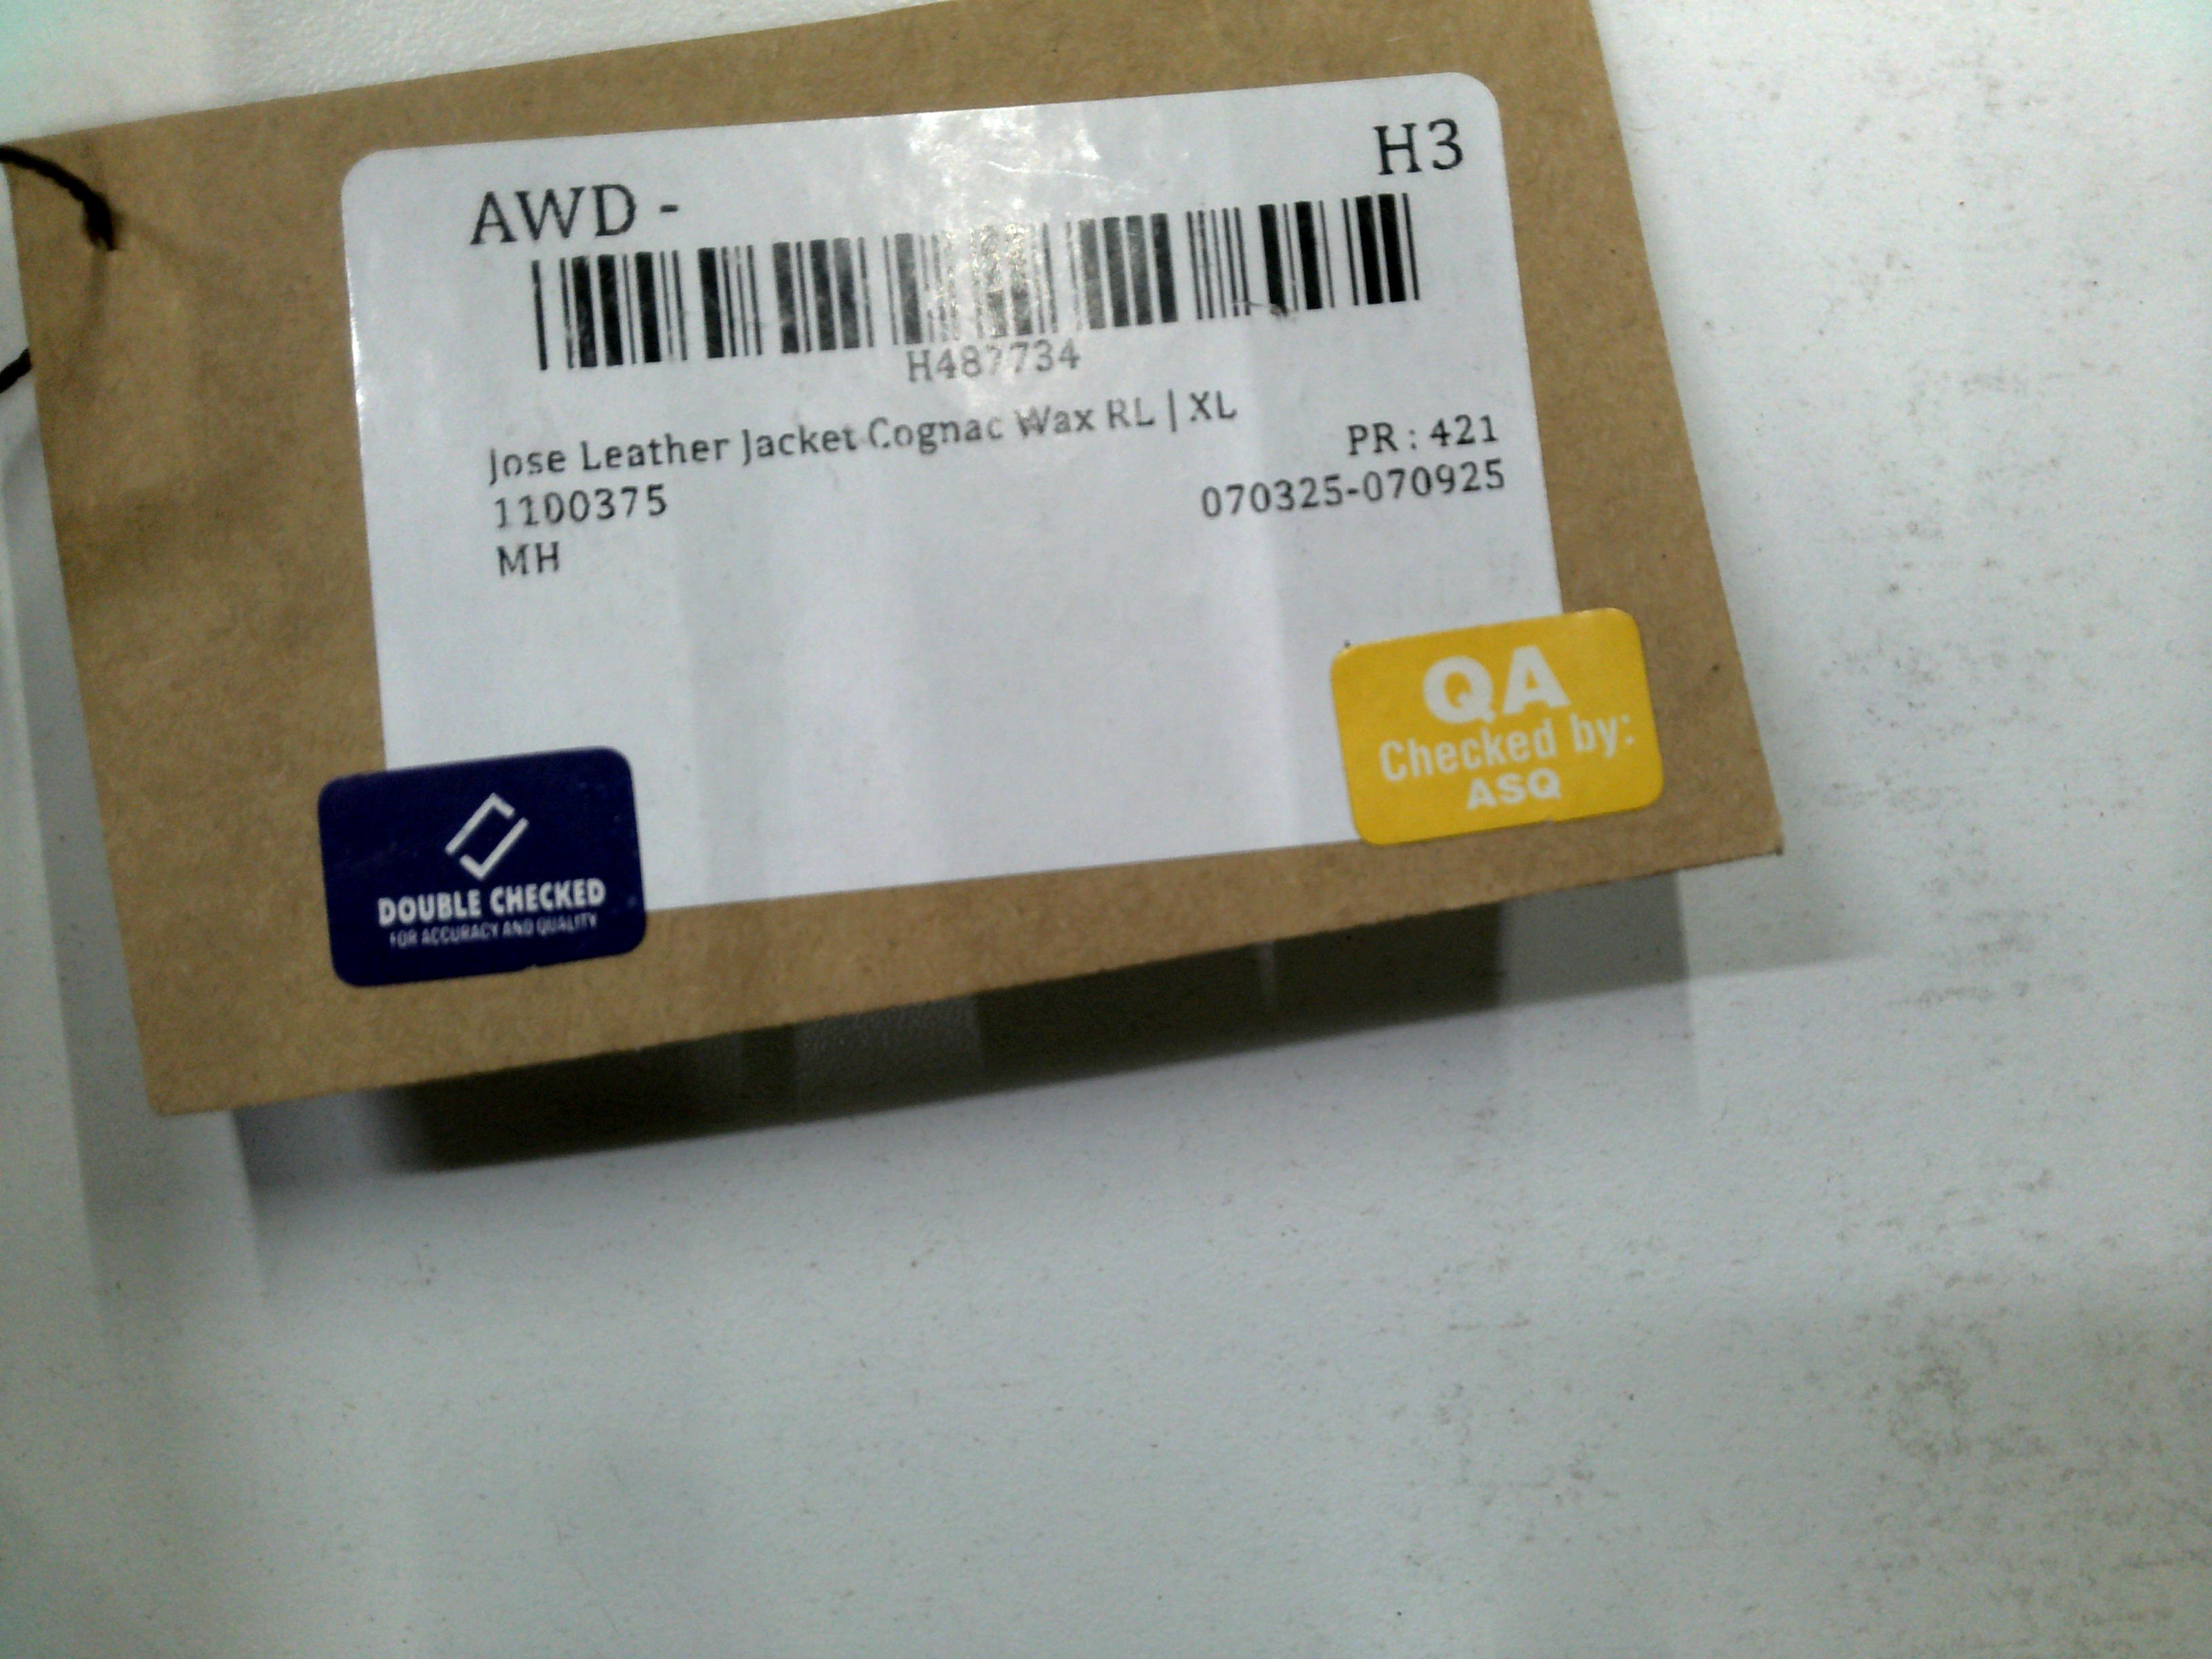 AWD - H3
H487734
Jose Leather Jacket Cognac Wax RL | XL
PR : 421
1100375 070325-070925
MH
QA
Checked by:
ASQ
DOUBLE CHECKED
FOR ACCURACY AND QUALITY